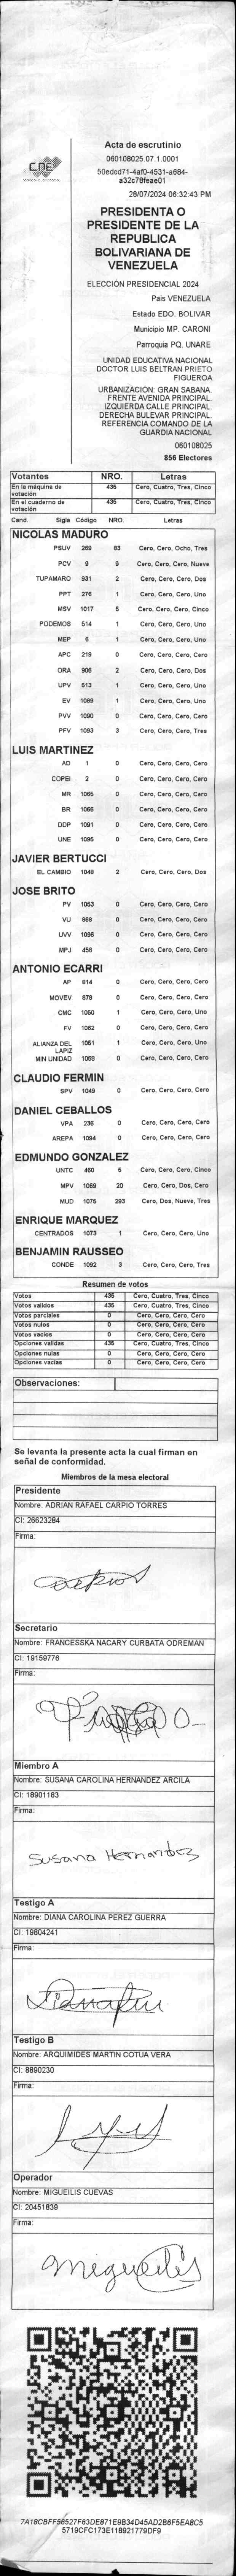 CNE
Acta de escrutinio
060108025.07.1.0001
50edcd71-4af0-4531-a684-
a32c78feae01
28/07/2024 06:32:43 PM
PRESIDENTA O
PRESIDENTE DE LA
REPUBLICA
BOLIVARIANA DE
VENEZUELA
ELECCIÓN PRESIDENCIAL 2024
Pais VENEZUELA
Estado EDO. BOLIVAR
Municipio MP. CARONI
Parroquia PQ. UNARE
UNIDAD EDUCATIVA NACIONAL
DOCTOR LUIS BELTRAN PRIETO
FIGUEROA
URBANIZACIÓN: GRAN SABANA.
FRENTE AVENIDA PRINCIPAL.
IZQUIERDA CALLE PRINCIPAL.
DERECHA BULEVAR PRINCIPAL.
REFERENCIA COMANDO DE LA
GUARDIA NACIONAL
060108025
856 Electores
Votantes NRO. Letras
En la máquina de votación 435 Cero, Cuatro, Tres, Cinco
En el cuaderno de votación 435 Cero, Cuatro, Tres, Cinco
Cand. Sigla Código NRO. Letras
NICOLAS MADURO
PSUV 269 83 Cero, Cero, Ocho, Tres
PCV 9 9 Cero, Cero, Cero, Nueve
TUPAMARO 931 2 Cero, Cero, Cero, Dos
PPT 276 1 Cero, Cero, Cero, Uno
MSV 1017 5 Cero, Cero, Cero, Cinco
PODEMOS 514 1 Cero, Cero, Cero, Uno
MEP 6 1 Cero, Cero, Cero, Uno
APC 219 0 Cero, Cero, Cero, Cero
ORA 906 2 Cero, Cero, Cero, Dos
UPV 613 1 Cero, Cero, Cero, Uno
EV 1089 1 Cero, Cero, Cero, Uno
PVV 1090 0 Cero, Cero, Cero, Cero
PFV 1093 3 Cero, Cero, Cero, Tres
LUIS MARTINEZ
AD 1 0 Cero, Cero, Cero, Cero
COPEI 2 0 Cero, Cero, Cero, Cero
MR 1065 0 Cero, Cero, Cero, Cero
BR 1066 0 Cero, Cero, Cero, Cero
DDP 1091 0 Cero, Cero, Cero, Cero
UNE 1095 0 Cero, Cero, Cero, Cero
JAVIER BERTUCCI
EL CAMBIO 1048 2 Cero, Cero, Cero, Dos
JOSE BRITO
PV 1053 0 Cero, Cero, Cero, Cero
VU 868 0 Cero, Cero, Cero, Cero
UVV 1096 0 Cero, Cero, Cero, Cero
MPJ 458 0 Cero, Cero, Cero, Cero
ANTONIO ECARRI
AP 814 0 Cero, Cero, Cero, Cero
MOVEV 878 0 Cero, Cero, Cero, Cero
CMC 1050 1 Cero, Cero, Cero, Uno
FV 1062 0 Cero, Cero, Cero, Cero
ALIANZA DEL LAPIZ 1051 1 Cero, Cero, Cero, Uno
MIN UNIDAD 1068 0 Cero, Cero, Cero, Cero
CLAUDIO FERMIN
SPV 1049 0 Cero, Cero, Cero, Cero
DANIEL CEBALLOS
VPA 236 0 Cero, Cero, Cero, Cero
AREPA 1094 0 Cero, Cero, Cero, Cero
EDMUNDO GONZALEZ
UNTC 460 5 Cero, Cero, Cero, Cinco
MPV 1069 20 Cero, Cero, Dos, Cero
MUD 1075 293 Cero, Dos, Nueve, Tres
ENRIQUE MARQUEZ
CENTRADOS 1073 1 Cero, Cero, Cero, Uno
BENJAMIN RAUSSEO
CONDE 1092 3 Cero, Cero, Cero, Tres
Resumen de votos
Votos 435 Cero, Cuatro, Tres, Cinco
Votos validos 435 Cero, Cuatro, Tres, Cinco
Votos parciales 0 Cero, Cero, Cero, Cero
Votos nulos 0 Cero, Cero, Cero, Cero
Votos vacios 0 Cero, Cero, Cero, Cero
Opciones validas 435 Cero, Cuatro, Tres, Cinco
Opciones nulas 0 Cero, Cero, Cero, Cero
Opciones vacias 0 Cero, Cero, Cero, Cero
Observaciones:
Se levanta la presente acta la cual firman en
señal de conformidad.
Miembros de la mesa electoral
Presidente
Nombre: ADRIAN RAFAEL CARPIO TORRES
CI: 26623284
Firma:
Secretario
Nombre: FRANCESSKA NACARY CURBATA ODREMAN
CI: 19159776
Firma:
Miembro A
Nombre: SUSANA CAROLINA HERNANDEZ ARCILA
CI: 18901183
Firma:
Susana Hernandez
Testigo A
Nombre: DIANA CAROLINA PEREZ GUERRA
CI: 19804241
Firma:
Testigo B
Nombre: ARQUIMIDES MARTIN COTUA VERA
CI: 8890230
Firma:
Operador
Nombre: MIGUEILIS CUEVAS
CI: 20451839
Firma:
Migueilis
7A18CBFF56527F63DE871E9B34D45AD2B6F5EA8C5
5719CFC173E118921779DF9